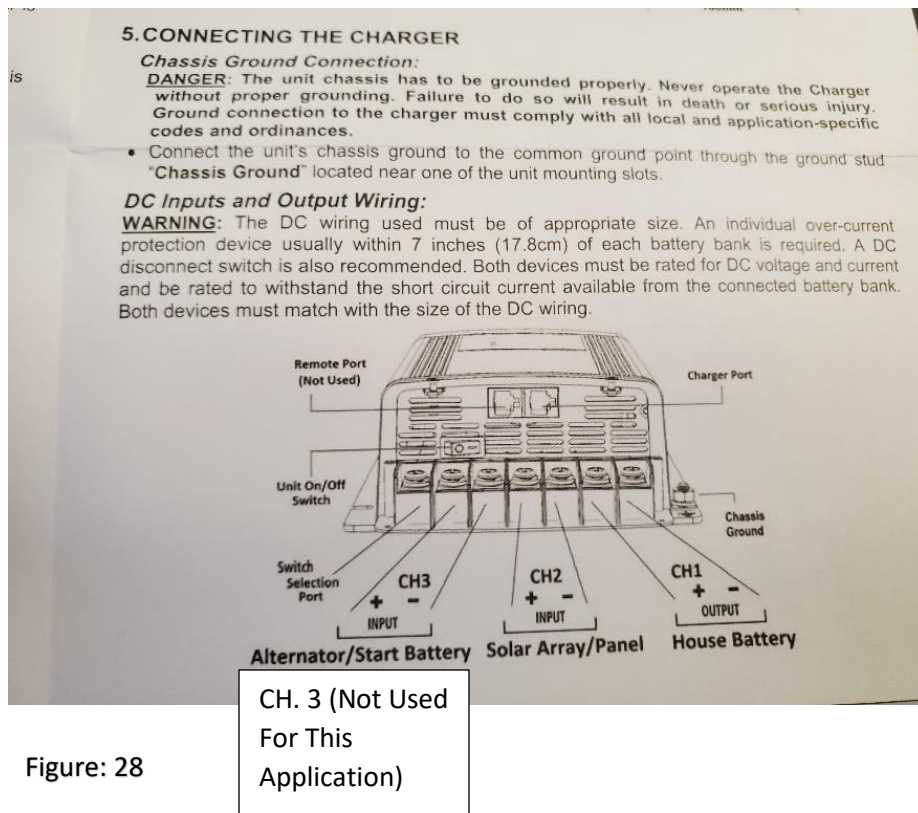 is
5. CONNECTING THE CHARGER
Chassis Ground Connection:
DANGER: The unit chassis has to be grounded properly. Never operate the Charger
without proper grounding. Failure to do so will result in death or serious injury.
Ground connection to the charger must comply with all local and application-specific
codes and ordinances.
• Connect the unit's chassis ground to the common ground point through the ground stud
"Chassis Ground" located near one of the unit mounting slots.
DC Inputs and Output Wiring:
WARNING: The DC wiring used must be of appropriate size. An individual over-current
protection device usually within 7 inches (17.8cm) of each battery bank is required. A DC
disconnect switch is also recommended. Both devices must be rated for DC voltage and current
and be rated to withstand the short circuit current available from the connected battery bank.
Both devices must match with the size of the DC wiring.
Remote Port
(Not Used)
Charger Port
Unit On/Off
Switch
Chassis
Ground
Switch
Selection
Port
CH3
+ −
INPUT
Alternator/Start Battery
CH2
+ −
INPUT
Solar Array/Panel
CH1
+ −
OUTPUT
House Battery
CH. 3 (Not Used
For This
Application)
Figure: 28